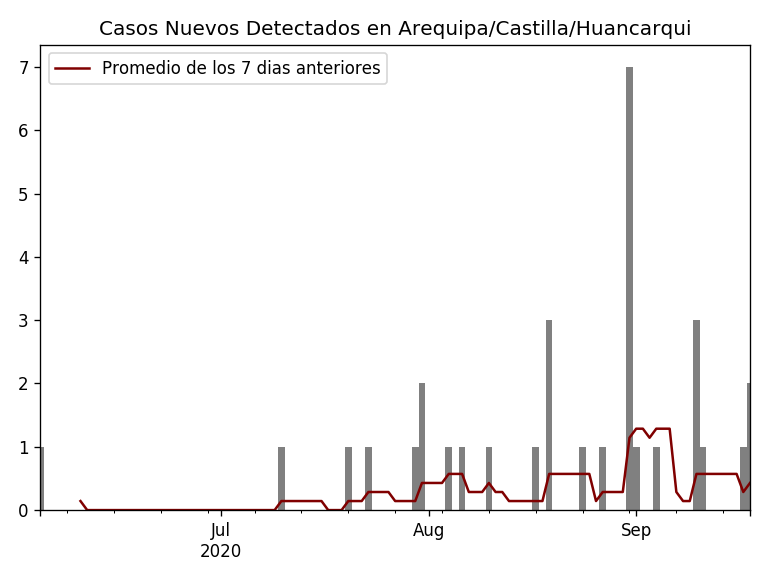 Casos Nuevos Detectados en Arequipa/Castilla/Huancarqui
Promedio de los 7 dias anteriores
7
6
5
4
3
2
1
0
Jul
2020
Aug
Sep